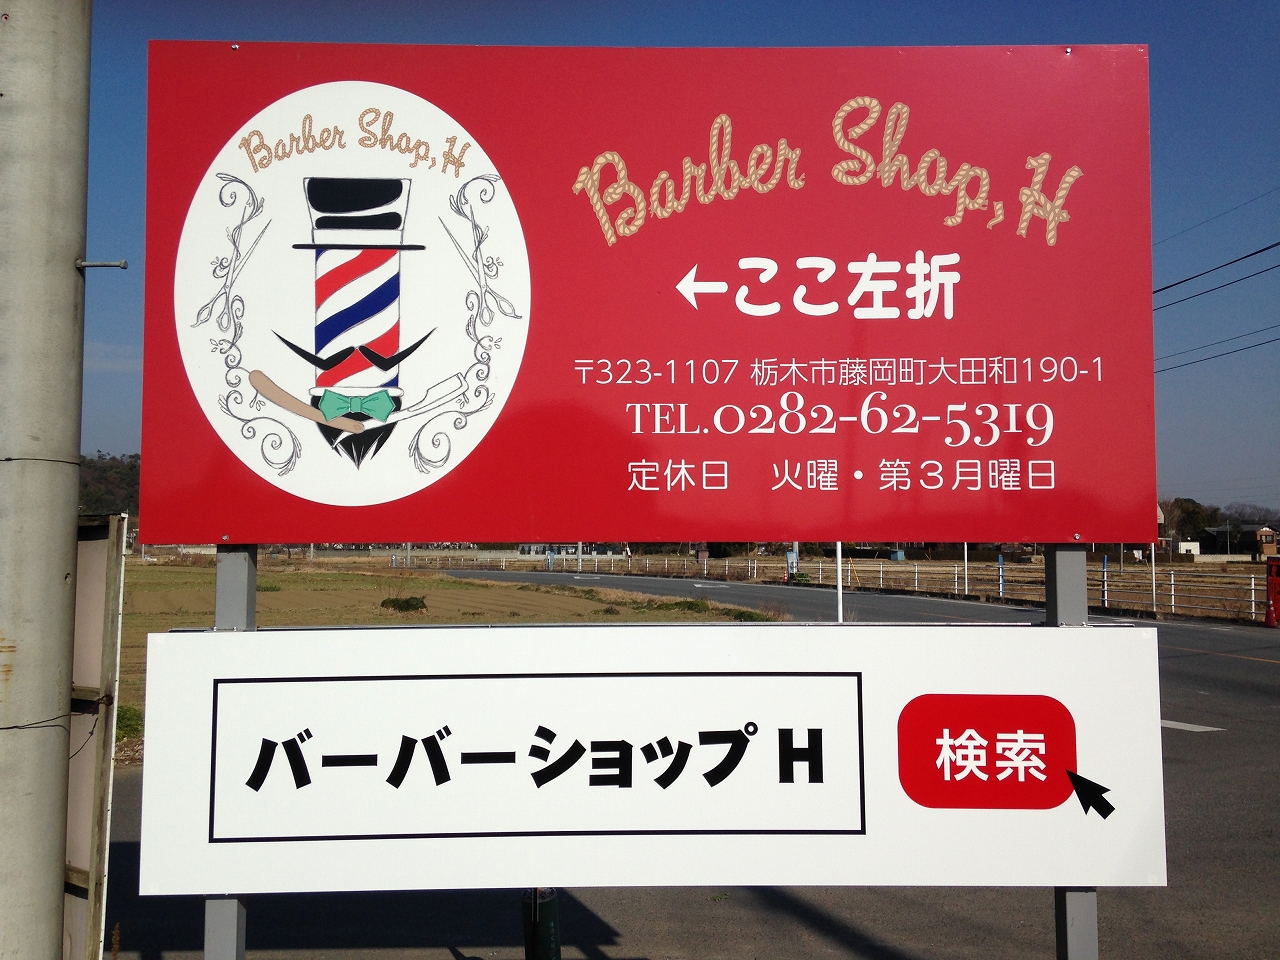 Barber Shop, H
Barber Shop, H
←ここ左折
〒323-1107 栃木市藤岡町大田和190-1
TEL.0282-62-5319
定休日　火曜・第３月曜日
バーバーショップ H
検索